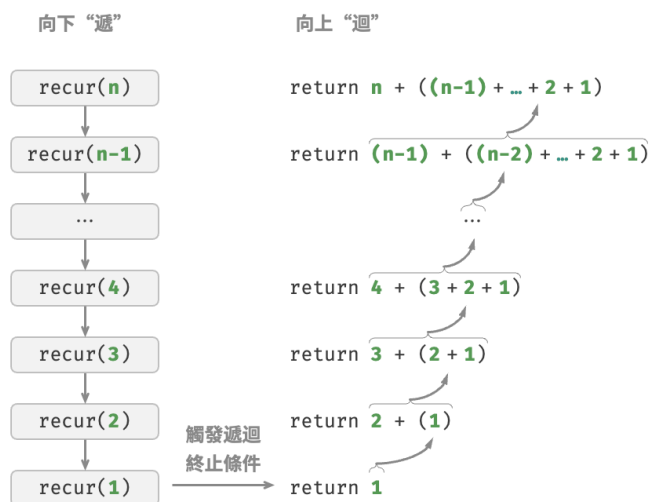 向下“遞”
向上“迴”
recur(n)
return n + ((n-1) + … + 2 + 1)
recur(n-1)
return (n-1) + ((n-2) + … + 2 + 1)
…
…
recur(4)
return 4 + (3 + 2 + 1)
recur(3)
return 3 + (2 + 1)
recur(2)
return 2 + (1)
觸發遞迴
終止條件
recur(1)
return 1